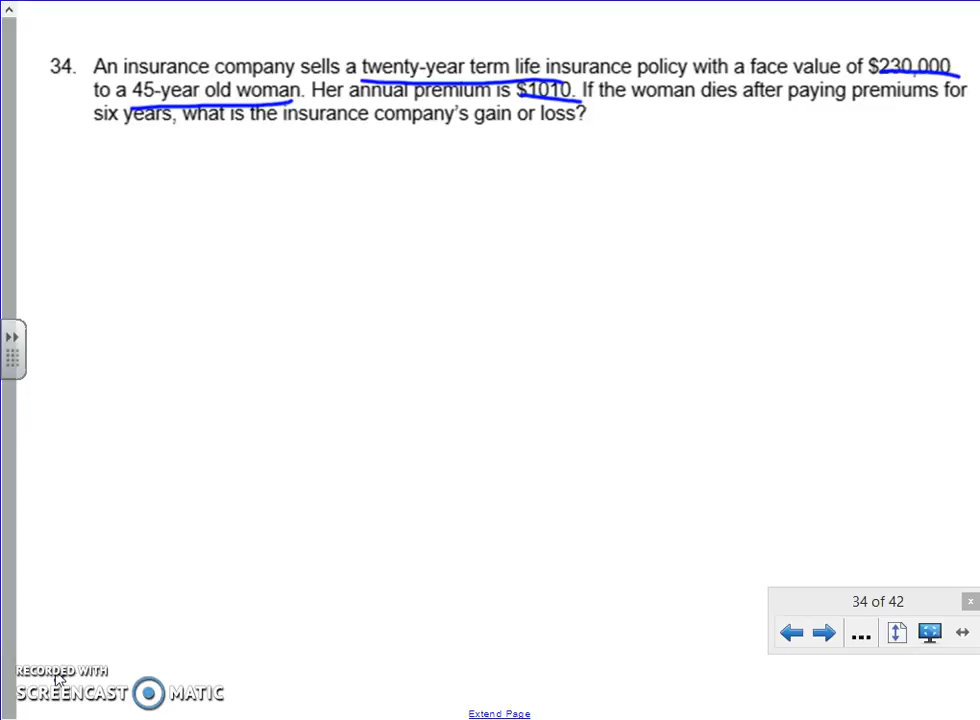 34. An insurance company sells a twenty-year term life insurance policy with a face value of $230,000
to a 45-year old woman. Her annual premium is $1010. If the woman dies after paying premiums for
six years, what is the insurance company's gain or loss?
34 of 42
x
...
RECORDED WITH
SCREENCAST MATIC
Extend Page